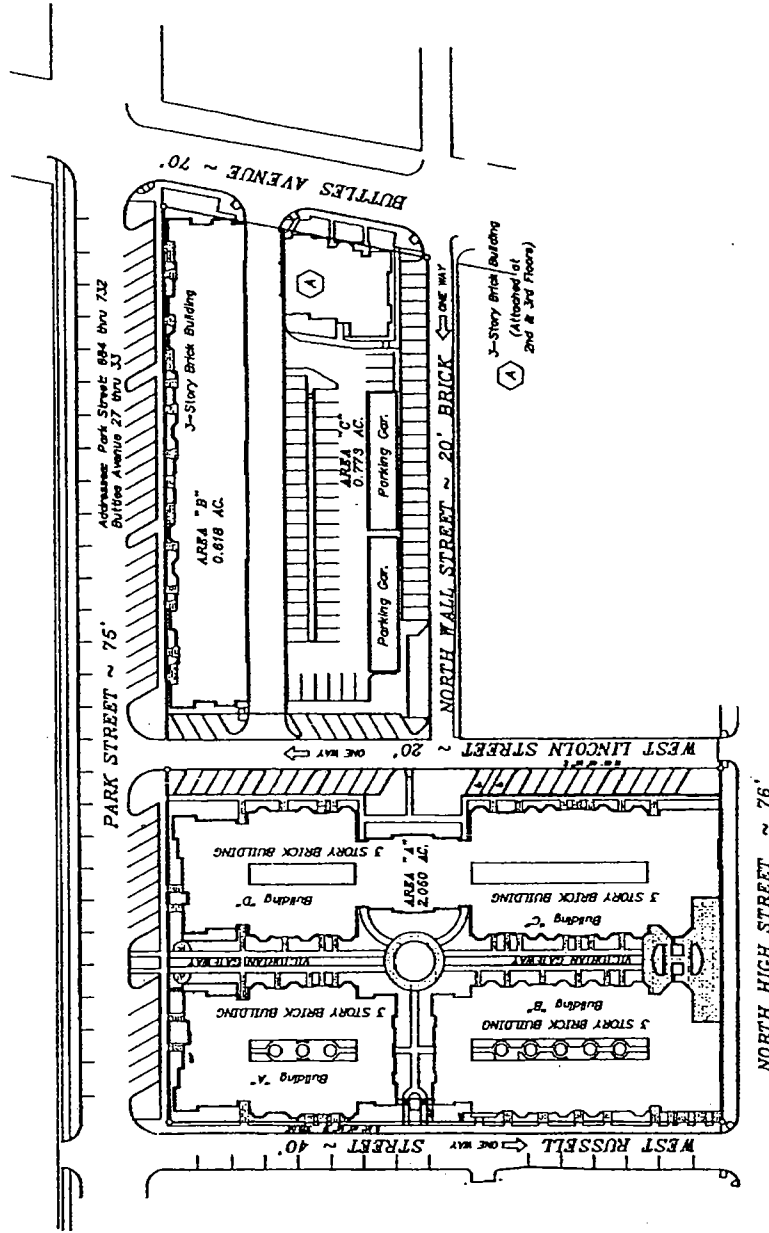 BUTTLES AVENUE ~ 70'
Addresses: Park Street 684 thru 732
Buttles Avenue 27 thru 33
3-Story Brick Building
AREA "B"
0.618 AC.
PARK STREET ~ 75'
A
AREA "C"
0.773 AC.
Parking Gar.
Parking Gar.
ONE WAY
NORTH WALL STREET ~ 20' BRICK
A
3-Story Brick Building
(Attached at
2nd & 3rd Floors)
WEST LINCOLN STREET ~ 20'
ONE WAY
3 STORY BRICK BUILDING
Building "D"
AREA "A"
2.060 AC.
3 STORY BRICK BUILDING
Building "C"
VICTORIAN GATEWAY
VICTORIAN GATEWAY
3 STORY BRICK BUILDING
Building "A"
Building "B"
3 STORY BRICK BUILDING
WEST RUSSELL STREET ~ 40'
ONE WAY
NORTH HIGH STREET ~ 76'